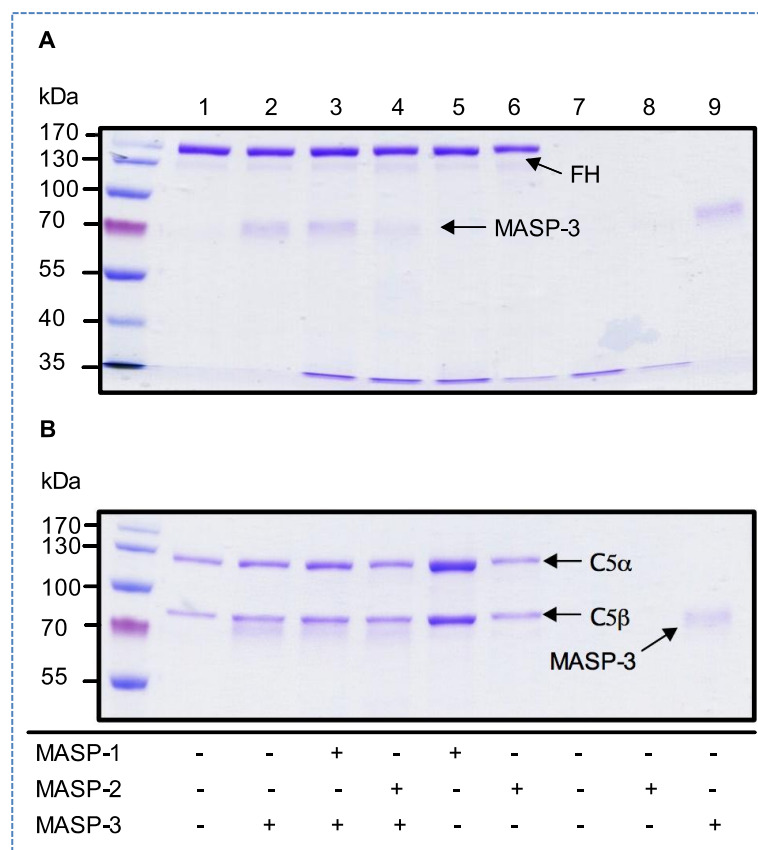 A
kDa 1 2 3 4 5 6 7 8 9
170
130
FH
100
70
MASP-3
55
40
35
B
kDa
170
130
C5α
100
C5β
70
MASP-3
55
MASP-1 - - + - + - - - -
MASP-2 - - - + - + - + -
MASP-3 - + + + - - - - +